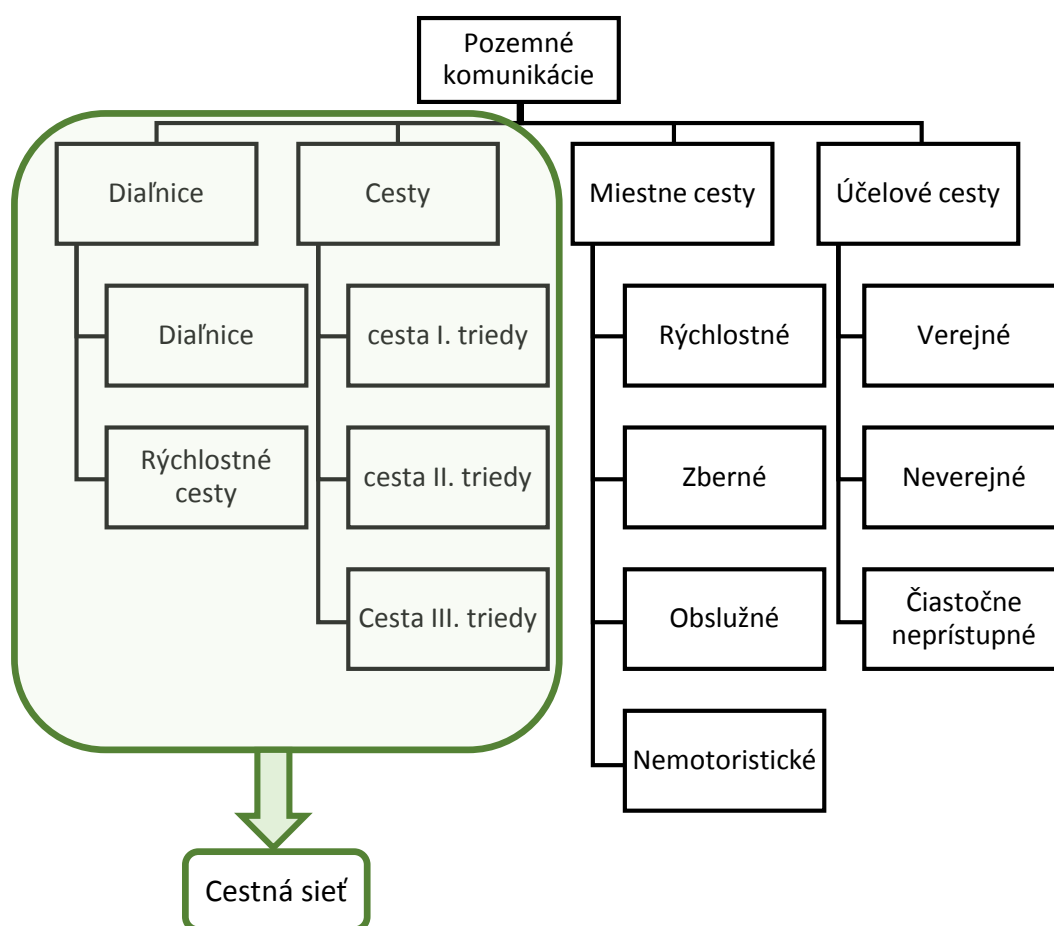 Pozemné
komunikácie
Diaľnice
Cesty
Miestne cesty
Účelové cesty
Diaľnice
cesta I. triedy
Rýchlostné
Verejné
Rýchlostné
cesty
cesta II. triedy
Zberné
Neverejné
Cesta III. triedy
Obslužné
Čiastočne
neprístupné
Nemotoristické
Cestná sieť